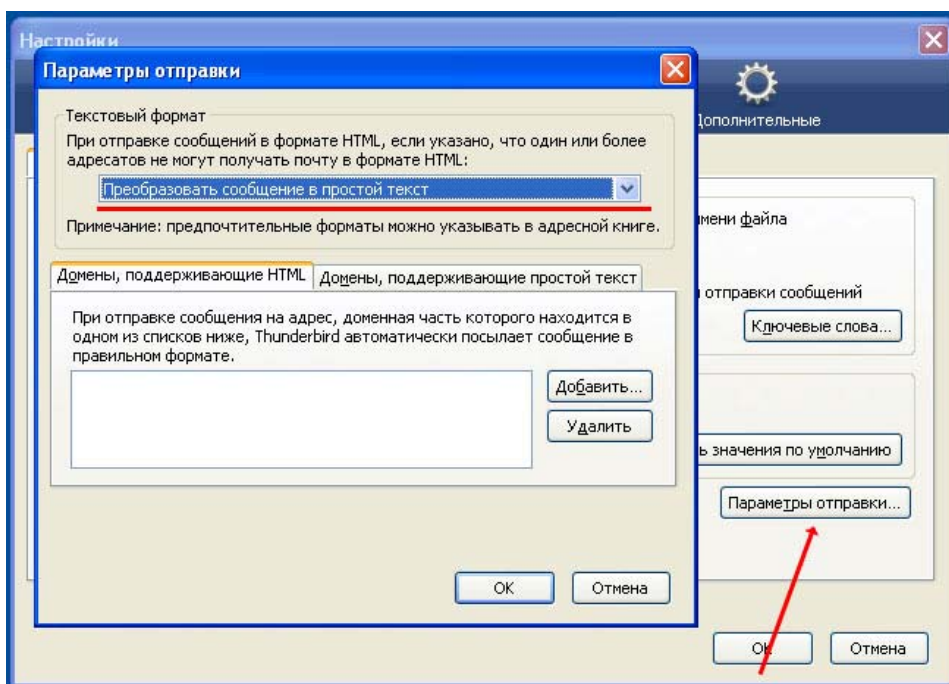 Настройки
Параметры отправки
Дополнительные
Текстовый формат
При отправке сообщений в формате HTML, если указано, что один или более
адресатов не могут получать почту в формате HTML:
Преобразовать сообщение в простой текст
Примечание: предпочтительные форматы можно указывать в адресной книге.
файла
Домены, поддерживающие HTML
Домены, поддерживающие простой текст
отправки сообщений
При отправке сообщения на адрес, доменная часть которого находится в
одном из списков ниже, Thunderbird автоматически посылает сообщение в
правильном формате.
Ключевые слова...
Добавить...
Удалить
значения по умолчанию
Параметры отправки...
OK
Отмена
OK
Отмена